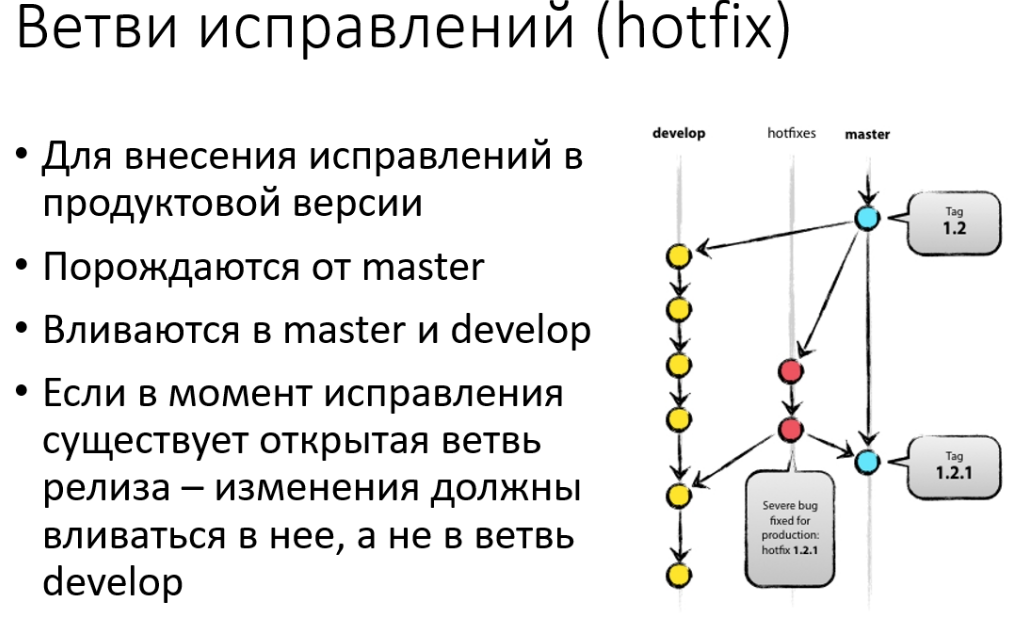 Ветви исправлений (hotfix)
• Для внесения исправлений в
продуктовой версии
• Порождаются от master
• Вливаются в master и develop
• Если в момент исправления
существует открытая ветвь
релиза – изменения должны
вливаться в нее, а не в ветвь
develop
develop
hotfixes
master
Tag
1.2
Tag
1.2.1
Severe bug
fixed for
production:
hotfix 1.2.1